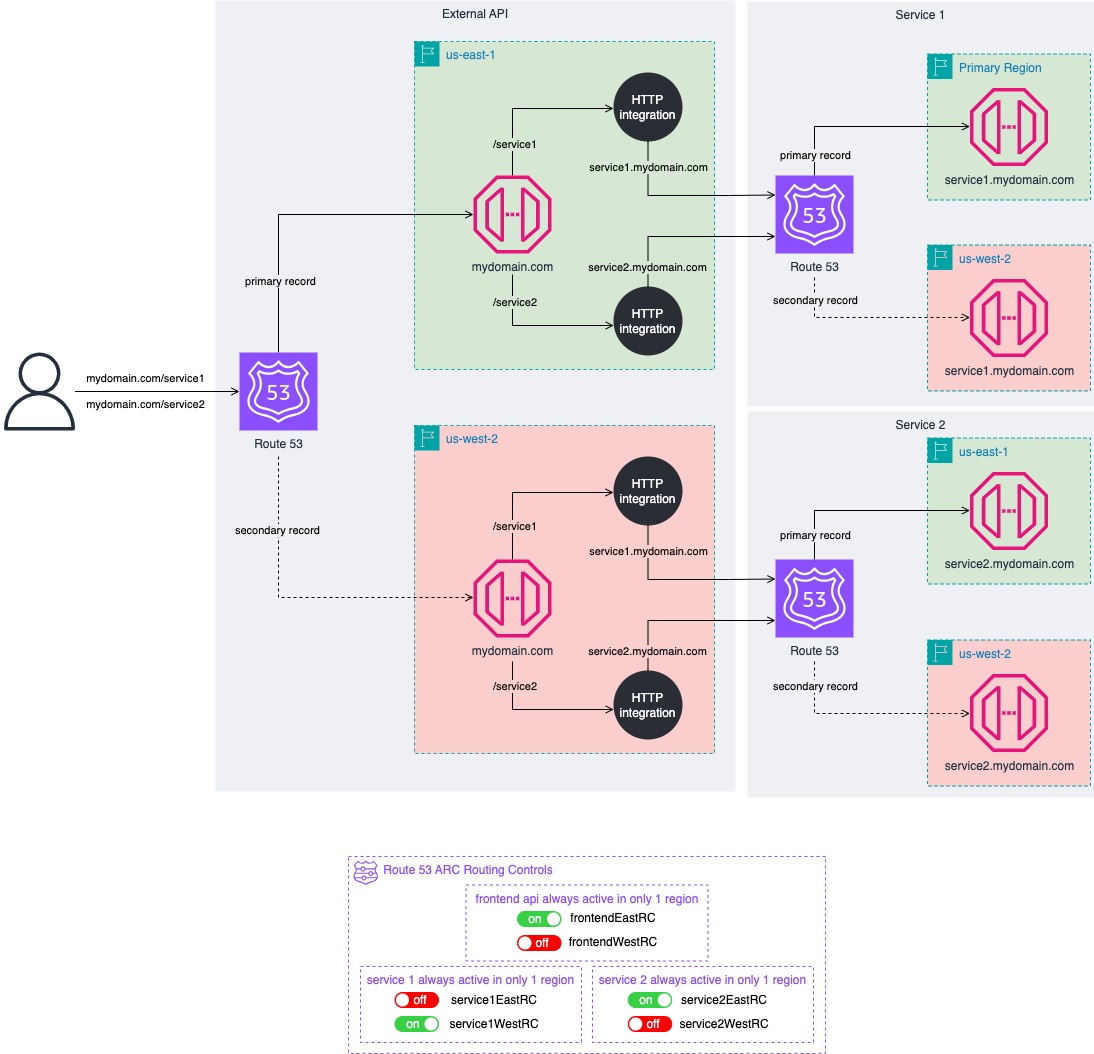 External API
us-east-1
HTTP
integration
/service1
service1.mydomain.com
mydomain.com
service2.mydomain.com
/service2
HTTP
integration
primary record
mydomain.com/service1
mydomain.com/service2
53
Route 53
secondary record
us-west-2
HTTP
integration
/service1
service1.mydomain.com
mydomain.com
service2.mydomain.com
/service2
HTTP
integration
Service 1
Primary Region
service1.mydomain.com
primary record
53
Route 53
secondary record
us-west-2
service1.mydomain.com
Service 2
us-east-1
service2.mydomain.com
primary record
53
Route 53
secondary record
us-west-2
service2.mydomain.com
Route 53 ARC Routing Controls
frontend api always active in only 1 region
on frontendEastRC
off frontendWestRC
service 1 always active in only 1 region
off service1EastRC
on service1WestRC
service 2 always active in only 1 region
on service2EastRC
off service2WestRC